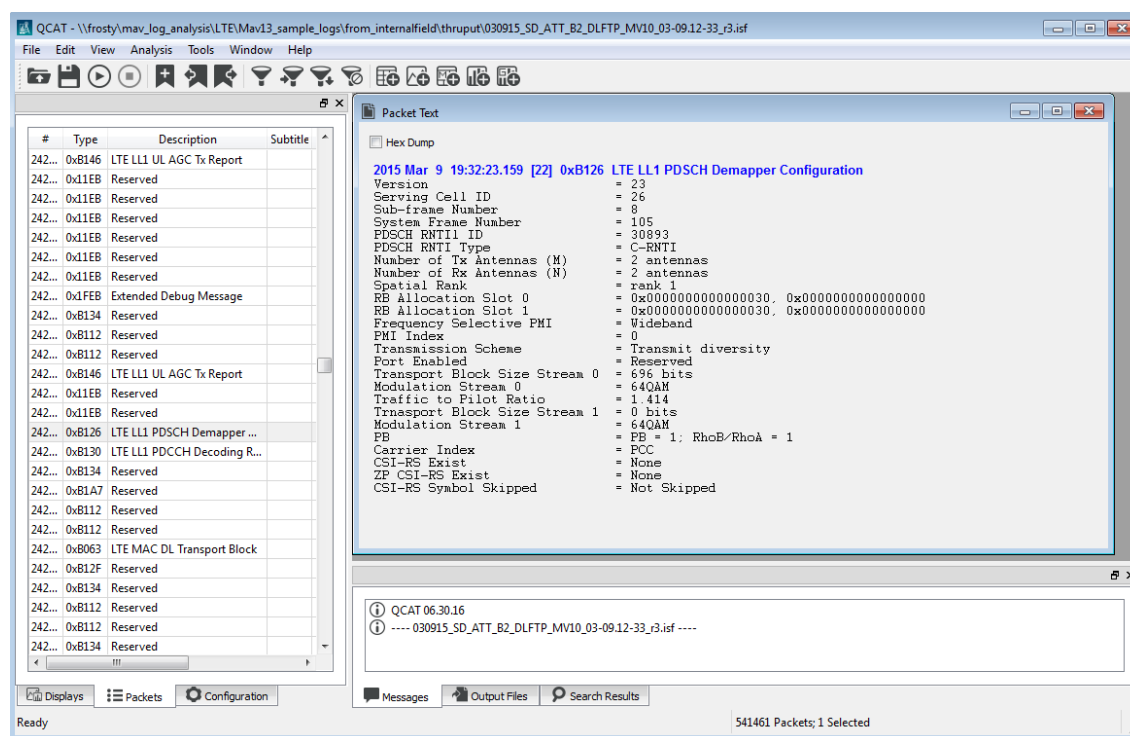 QCAT - \\frosty\mav_log_analysis\LTE\Mav13_sample_logs\from_internalfield\thruput\030915_SD_ATT_B2_DLFTP_MV10_03-09.12-33_r3.isf
File Edit View Analysis Tools Window Help
# Type Description Subtitle
242... 0xB146 LTE LL1 UL AGC Tx Report
242... 0x11EB Reserved
242... 0x11EB Reserved
242... 0x11EB Reserved
242... 0x11EB Reserved
242... 0x11EB Reserved
242... 0x11EB Reserved
242... 0x1FEB Extended Debug Message
242... 0xB134 Reserved
242... 0xB112 Reserved
242... 0xB112 Reserved
242... 0xB146 LTE LL1 UL AGC Tx Report
242... 0x11EB Reserved
242... 0x11EB Reserved
242... 0xB126 LTE LL1 PDSCH Demapper ...
242... 0xB130 LTE LL1 PDCCH Decoding R...
242... 0xB134 Reserved
242... 0xB1A7 Reserved
242... 0xB112 Reserved
242... 0xB112 Reserved
242... 0xB063 LTE MAC DL Transport Block
242... 0xB12F Reserved
242... 0xB134 Reserved
242... 0xB112 Reserved
242... 0xB112 Reserved
242... 0xB134 Reserved
Displays Packets Configuration
Packet Text
Hex Dump
2015 Mar 9 19:32:23.159 [22] 0xB126 LTE LL1 PDSCH Demapper Configuration
Version = 23
Serving Cell ID = 26
Sub-frame Number = 8
System Frame Number = 105
PDSCH RNTI1 ID = 30893
PDSCH RNTI Type = C-RNTI
Number of Tx Antennas (M) = 2 antennas
Number of Rx Antennas (N) = 2 antennas
Spatial Rank = rank 1
RB Allocation Slot 0 = 0x0000000000000030, 0x0000000000000000
RB Allocation Slot 1 = 0x0000000000000030, 0x0000000000000000
Frequency Selective PMI = Wideband
PMI Index = 0
Transmission Scheme = Transmit diversity
Port Enabled = Reserved
Transport Block Size Stream 0 = 696 bits
Modulation Stream 0 = 64QAM
Traffic to Pilot Ratio = 1.414
Trnasport Block Size Stream 1 = 0 bits
Modulation Stream 1 = 64QAM
PB = PB = 1; RhoB/RhoA = 1
Carrier Index = PCC
CSI-RS Exist = None
ZP CSI-RS Exist = None
CSI-RS Symbol Skipped = Not Skipped
QCAT 06.30.16
---- 030915_SD_ATT_B2_DLFTP_MV10_03-09.12-33_r3.isf ----
Messages Output Files Search Results
Ready 541461 Packets; 1 Selected